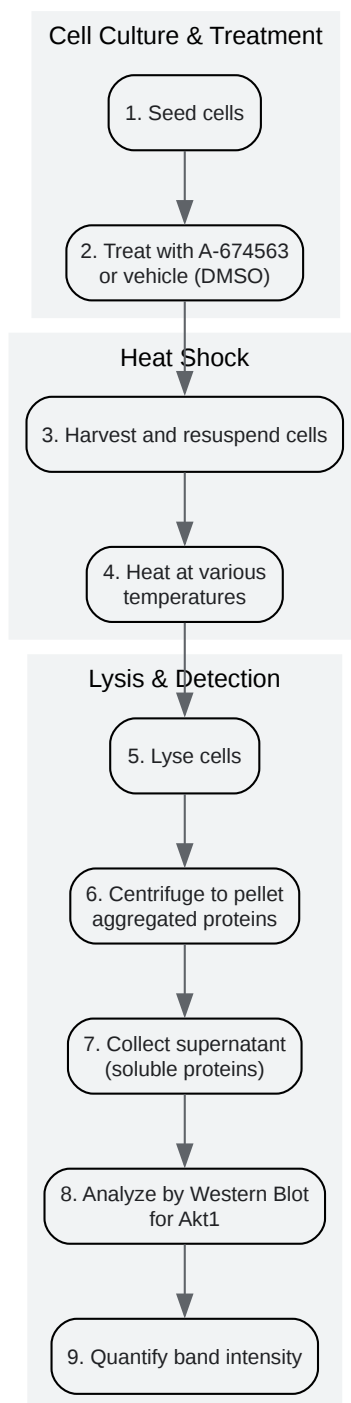 Cell Culture & Treatment
1. Seed cells
2. Treat with A-674563
or vehicle (DMSO)
Heat Shock
3. Harvest and resuspend cells
4. Heat at various
temperatures
Lysis & Detection
5. Lyse cells
6. Centrifuge to pellet
aggregated proteins
7. Collect supernatant
(soluble proteins)
8. Analyze by Western Blot
for Akt1
9. Quantify band intensity